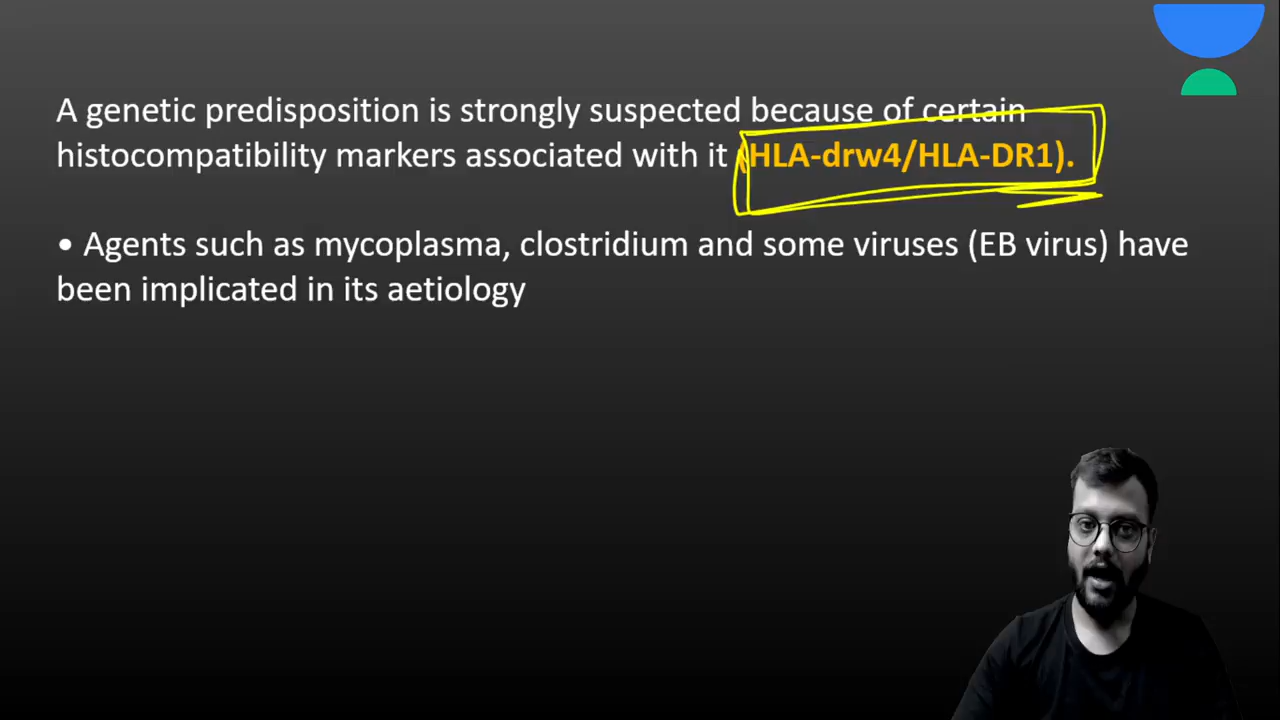 A genetic predisposition is strongly suspected because of certain
histocompatibility markers associated with it (HLA-drw4/HLA-DR1).
• Agents such as mycoplasma, clostridium and some viruses (EB virus) have
been implicated in its aetiology